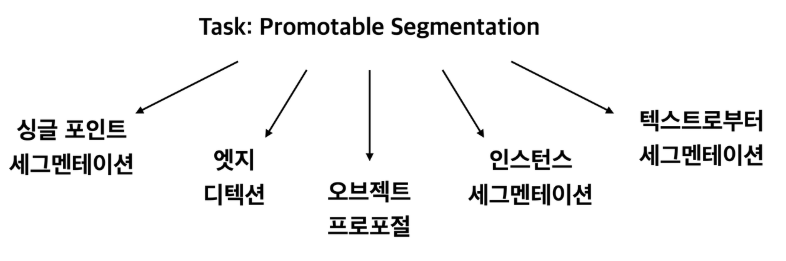 Task: Promotable Segmentation
싱글 포인트
세그멘테이션
엣지
디텍션
오브젝트
프로포절
인스턴스
세그멘테이션
텍스트로부터
세그멘테이션